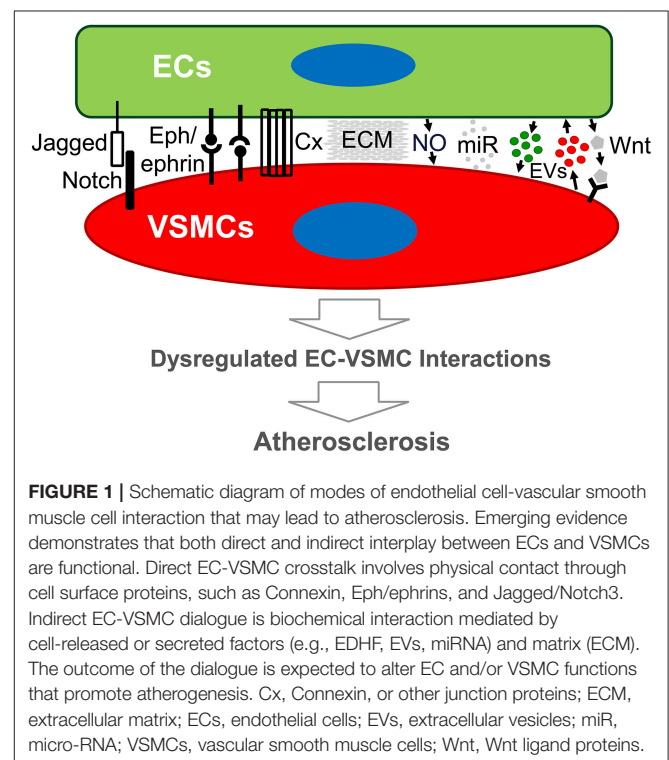 ECs
Jagged
Notch
Eph/
ephrin
Cx
ECM
NO
miR
EVs
Wnt
VSMCs
Dysregulated EC-VSMC Interactions
Atherosclerosis
FIGURE 1 | Schematic diagram of modes of endothelial cell-vascular smooth
muscle cell interaction that may lead to atherosclerosis. Emerging evidence
demonstrates that both direct and indirect interplay between ECs and VSMCs
are functional. Direct EC-VSMC crosstalk involves physical contact through
cell surface proteins, such as Connexin, Eph/ephrins, and Jagged/Notch3.
Indirect EC-VSMC dialogue is biochemical interaction mediated by
cell-released or secreted factors (e.g., EDHF, EVs, miRNA) and matrix (ECM).
The outcome of the dialogue is expected to alter EC and/or VSMC functions
that promote atherogenesis. Cx, Connexin, or other junction proteins; ECM,
extracellular matrix; ECs, endothelial cells; EVs, extracellular vesicles; miR,
micro-RNA; VSMCs, vascular smooth muscle cells; Wnt, Wnt ligand proteins.